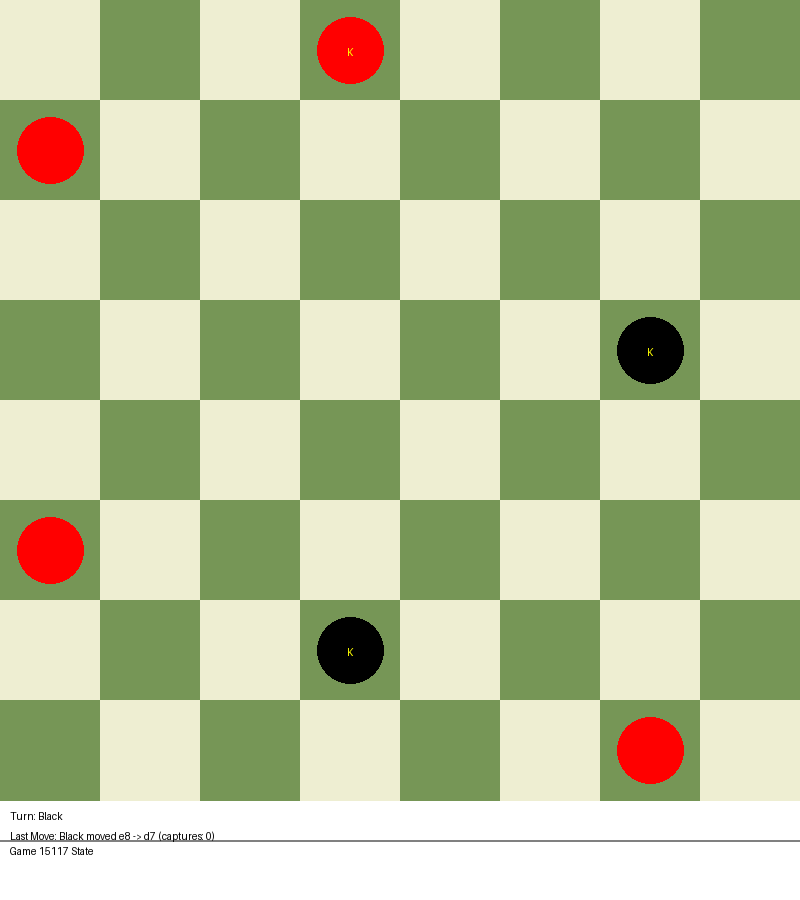 K
K
K
Turn: Black
Last Move: Black moved e8 -> d7 (captures: 0)
Game 15117 State